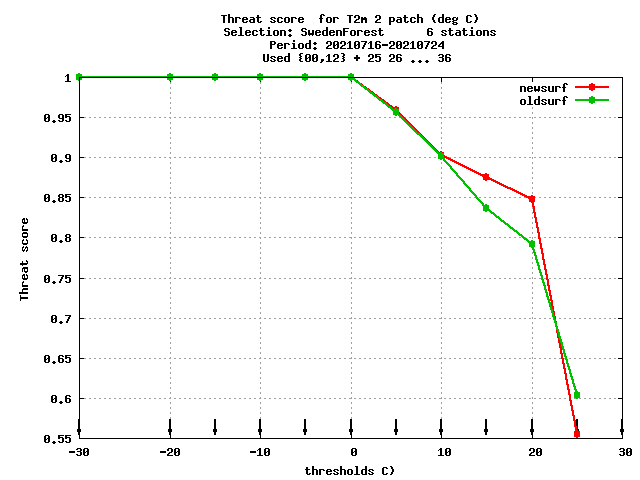 Threat score  for T2m 2 patch (deg C)
Selection: SwedenForest      6 stations
Period: 20210716-20210724
Used {00,12} + 25 26 ... 36
newsurf
oldsurf
1
0.95
0.9
0.85
0.8
0.75
0.7
0.65
0.6
0.55
Threat score
-30
-20
-10
0
10
20
30
thresholds C)